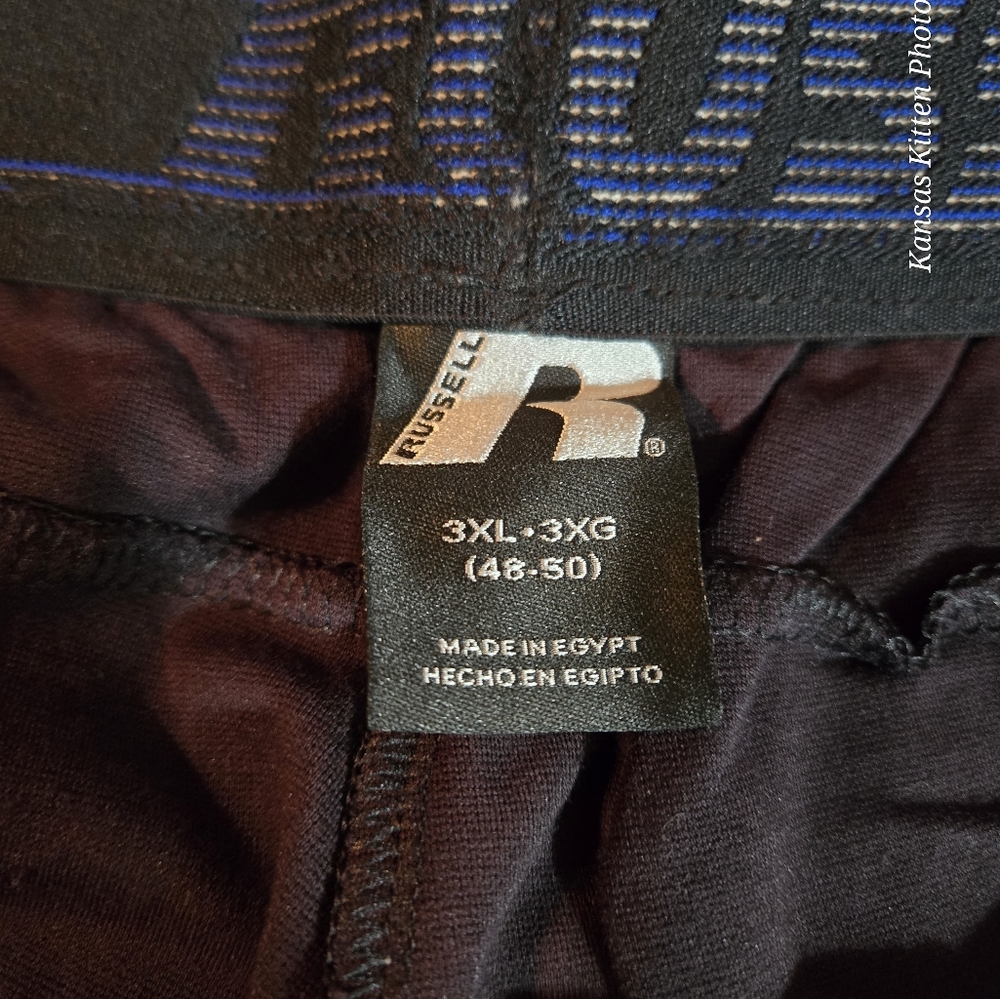 Kansas Kitten Photo
RUSSELL
R®
3XL•3XG
(48-50)
MADE IN EGYPT
HECHO EN EGIPTO